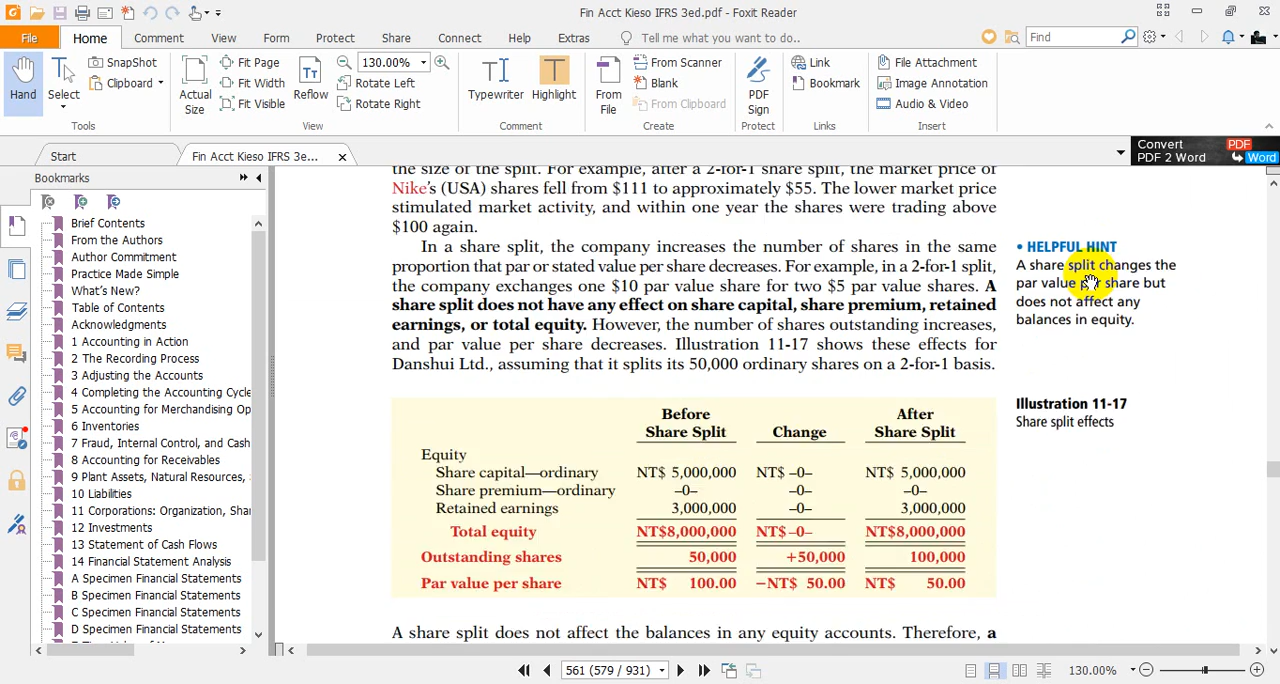 Fin Acct Kieso IFRS 3ed.pdf - Foxit Reader
File Home Comment View Form Protect Share Connect Help Extras Tell me what you want to do.. Find
Hand
Select
SnapShot
Clipboard
Tools
Actual Size
Fit Page
Fit Width
Fit Visible
Reflow
130.00%
Rotate Left
Rotate Right
View
Typewriter
Highlight
Comment
From File
From Scanner
Blank
From Clipboard
Create
PDF Sign
Protect
Link
Bookmark
Links
File Attachment
Image Annotation
Audio & Video
Insert
Start
Fin Acct Kieso IFRS 3e...
Convert PDF
PDF 2 Word Word
Bookmarks
Brief Contents
From the Authors
Author Commitment
Practice Made Simple
What's New?
Table of Contents
Acknowledgments
1 Accounting in Action
2 The Recording Process
3 Adjusting the Accounts
4 Completing the Accounting Cycle
5 Accounting for Merchandising Op
6 Inventories
7 Fraud, Internal Control, and Cash
8 Accounting for Receivables
9 Plant Assets, Natural Resources,
10 Liabilities
11 Corporations: Organization, Shar
12 Investments
13 Statement of Cash Flows
14 Financial Statement Analysis
A Specimen Financial Statements
B Specimen Financial Statements
C Specimen Financial Statements
D Specimen Financial Statements
the size of the split. For example, after a 2-for-1 share split, the market price of
Nike's (USA) shares fell from $111 to approximately $55. The lower market price
stimulated market activity, and within one year the shares were trading above
$100 again.
In a share split, the company increases the number of shares in the same
proportion that par or stated value per share decreases. For example, in a 2-for-1 split,
the company exchanges one $10 par value share for two $5 par value shares. A
share split does not have any effect on share capital, share premium, retained
earnings, or total equity. However, the number of shares outstanding increases,
and par value per share decreases. Illustration 11-17 shows these effects for
Danshui Ltd., assuming that it splits its 50,000 ordinary shares on a 2-for-1 basis.
• HELPFUL HINT
A share split changes the
par value per share but
does not affect any
balances in equity.
Illustration 11-17
Share split effects
Before After
Share Split Change Share Split
Equity
Share capital—ordinary NT$ 5,000,000 NT$ –0– NT$ 5,000,000
Share premium—ordinary –0– –0– –0–
Retained earnings 3,000,000 –0– 3,000,000
Total equity NT$8,000,000 NT$–0– NT$8,000,000
Outstanding shares 50,000 +50,000 100,000
Par value per share NT$ 100.00 −NT$ 50.00 NT$ 50.00
A share split does not affect the balances in any equity accounts. Therefore, a
561 (579 / 931)
130.00%